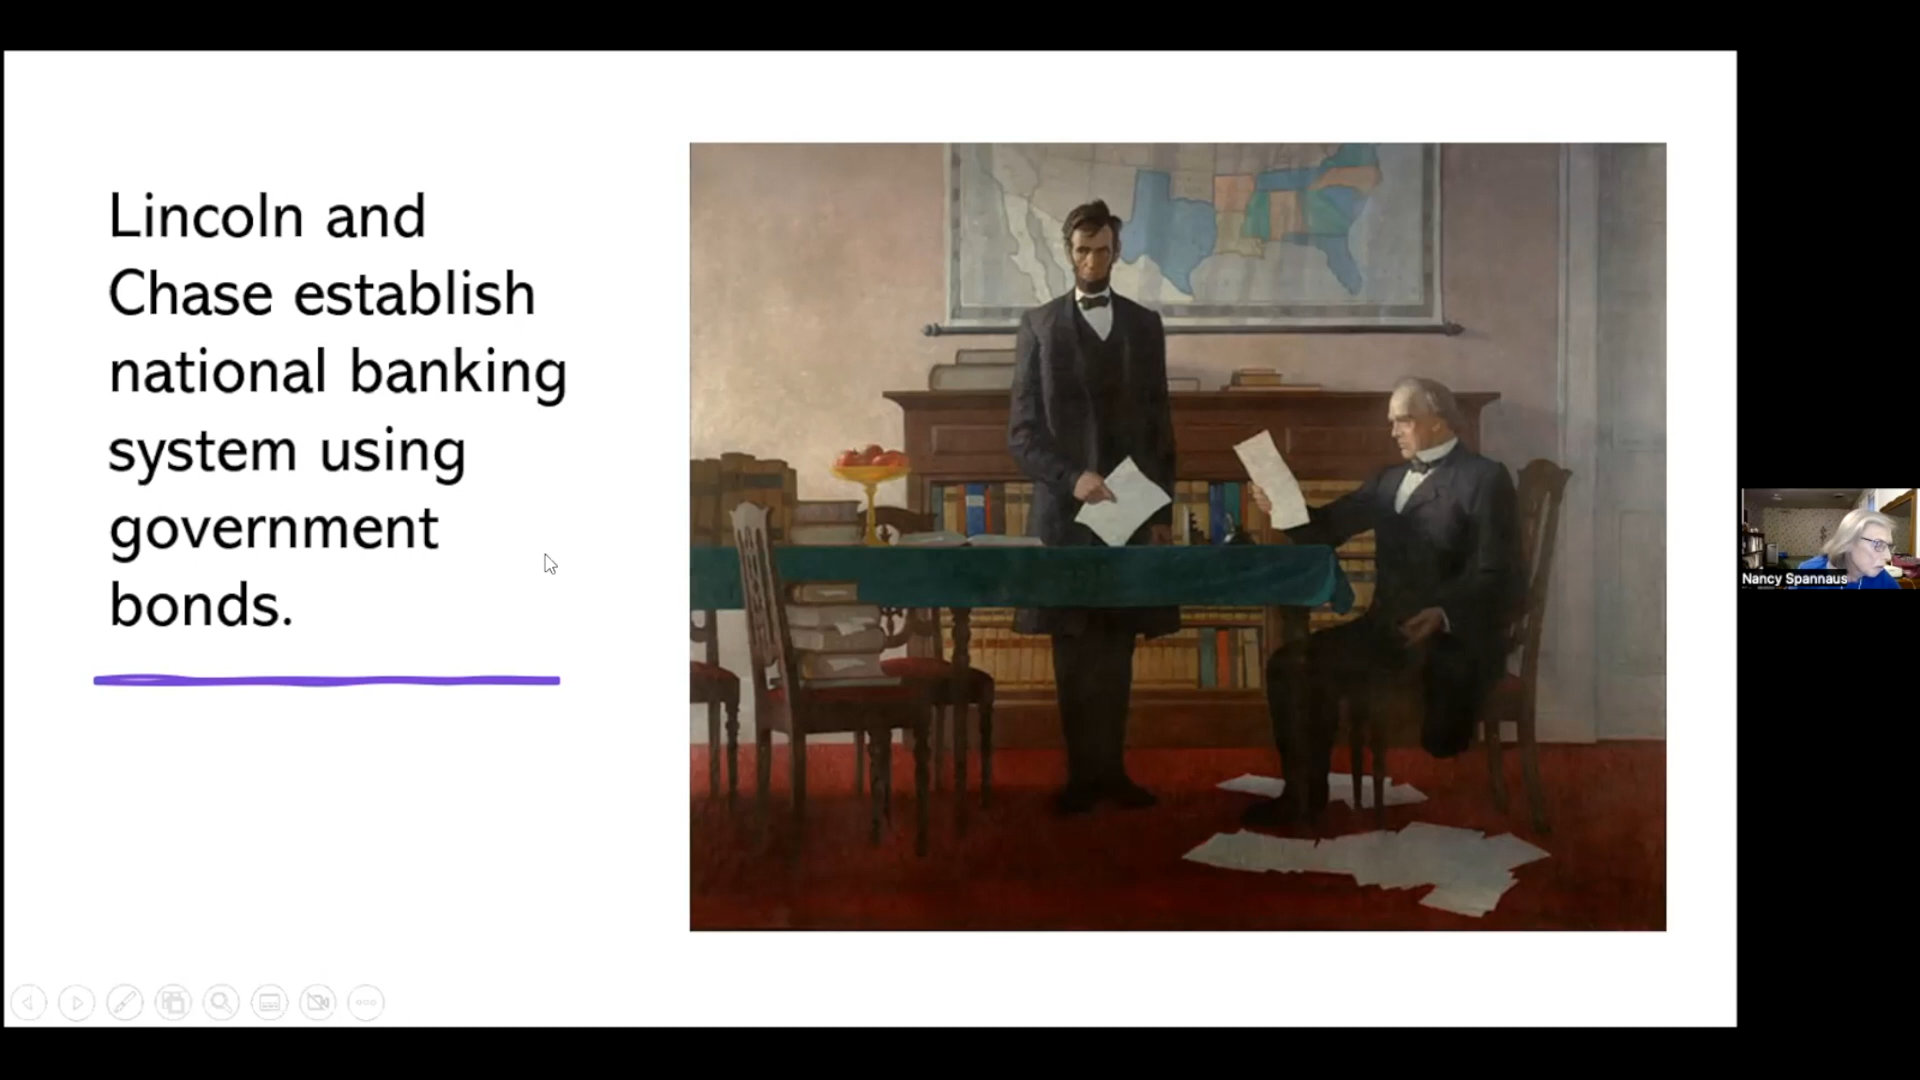 Lincoln and
Chase establish
national banking
system using
government
bonds.
Nancy Spannaus